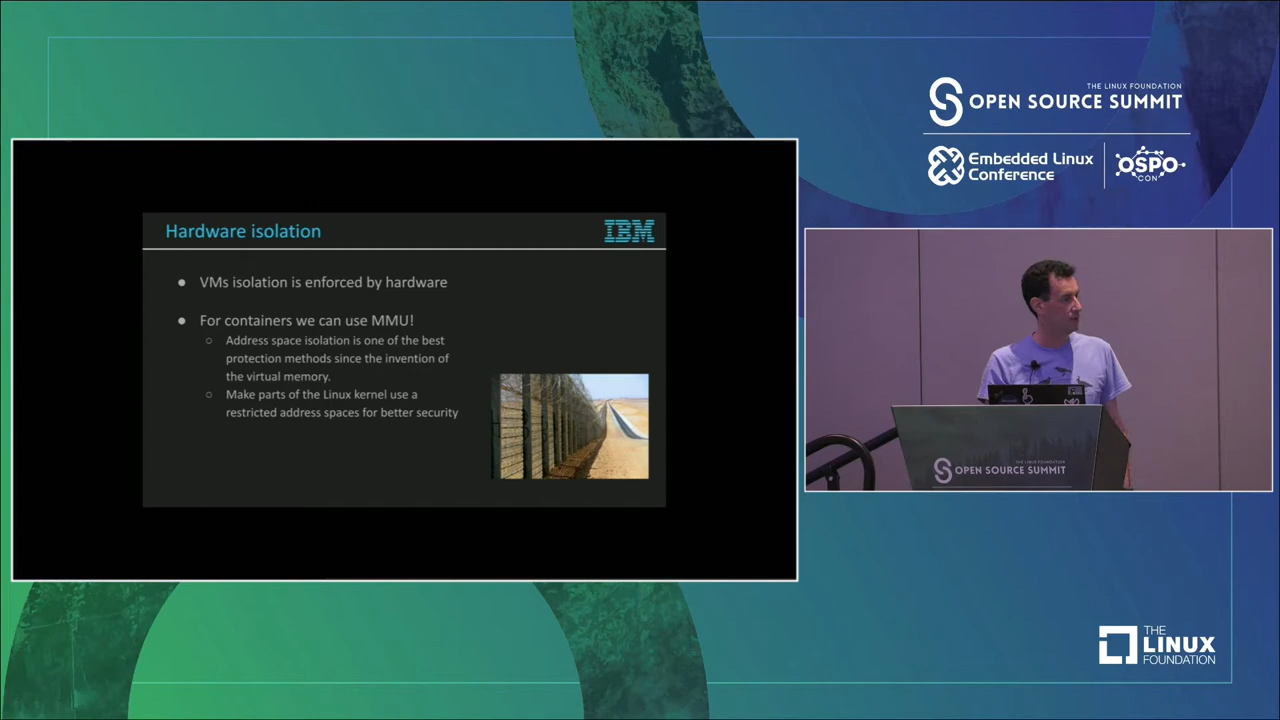 THE LINUX FOUNDATION
OPEN SOURCE SUMMIT
Embedded Linux
Conference
OSPO
CON
Hardware isolation
IBM
● VMs isolation is enforced by hardware
● For containers we can use MMU!
○ Address space isolation is one of the best
protection methods since the invention of
the virtual memory.
○ Make parts of the Linux kernel use a
restricted address spaces for better security
THE LINUX FOUNDATION
OPEN SOURCE SUMMIT
THE
LINUX
FOUNDATION